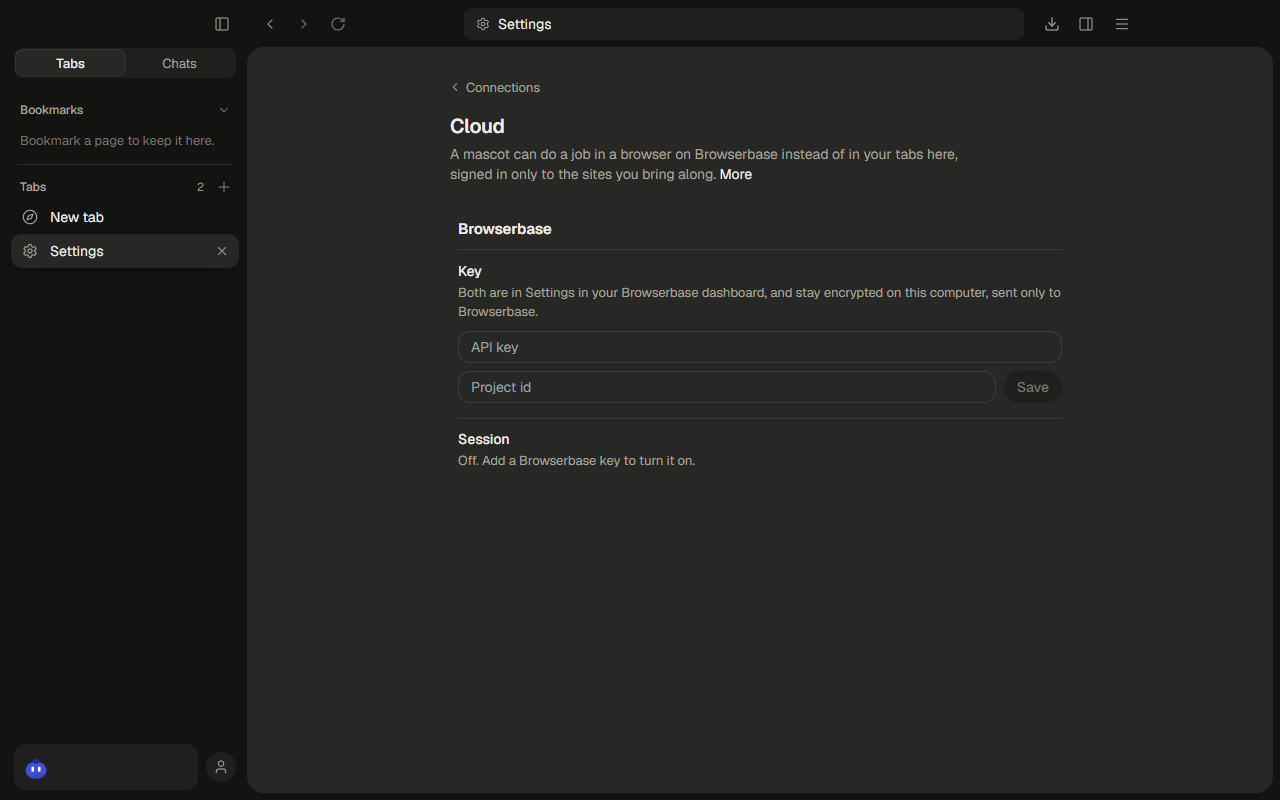 Settings
Tabs
Chats
Bookmarks
Bookmark a page to keep it here.
Tabs
2
New tab
Settings
Connections
Cloud
A mascot can do a job in a browser on Browserbase instead of in your tabs here,
signed in only to the sites you bring along. More
Browserbase
Key
Both are in Settings in your Browserbase dashboard, and stay encrypted on this computer, sent only to
Browserbase.
API key
Project id
Save
Session
Off. Add a Browserbase key to turn it on.